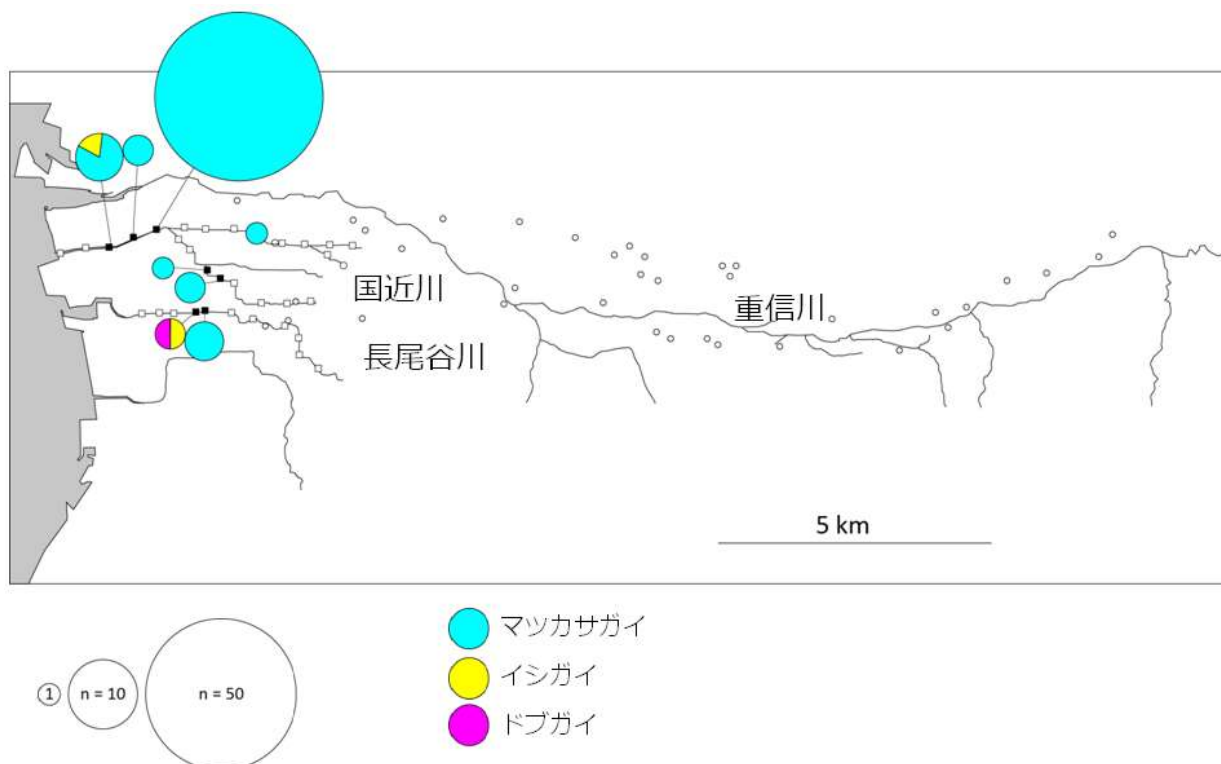 国近川
重信川
長尾谷川
5 km
マツカサガイ
イシガイ
ドブガイ
1
n = 10
n = 50